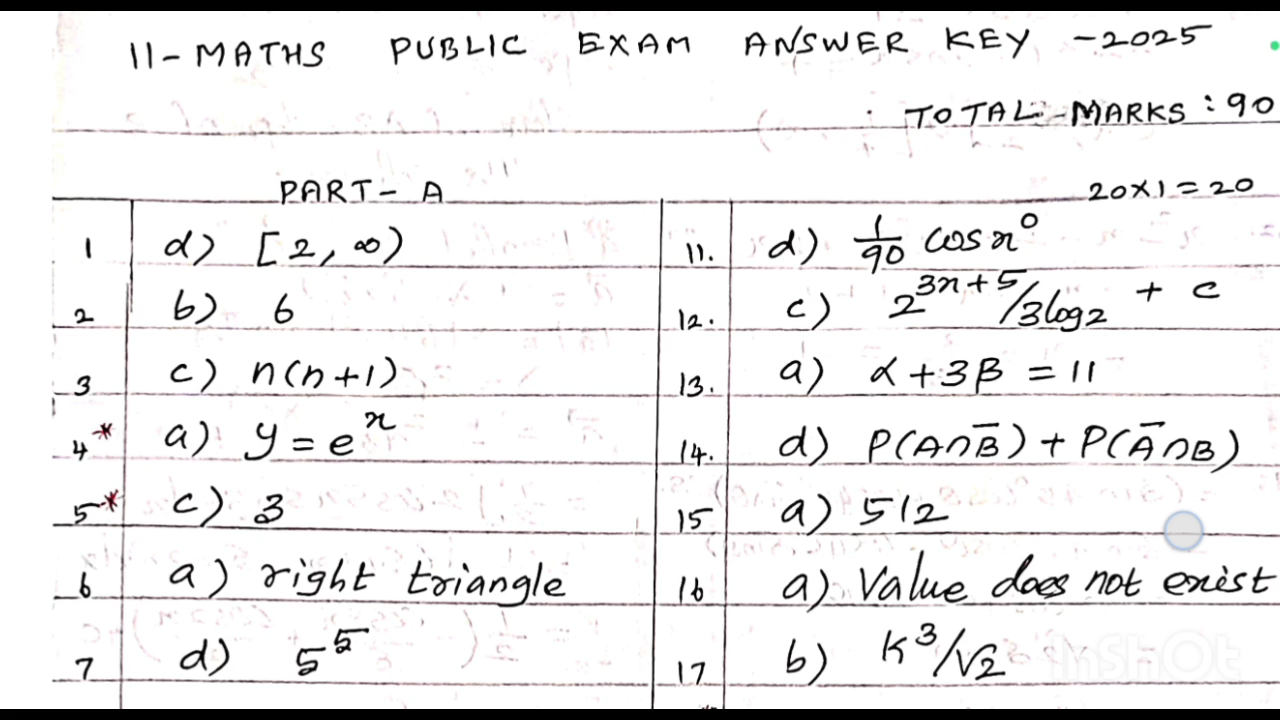 11-MATHS PUBLIC EXAM ANSWER KEY -2025
TOTAL-MARKS: 90
PART-A 20×1=20
1 d) [2, ∞)
2 b) 6
3 c) n(n+1)
4* a) y = e^x
5* c) 3
6 a) right triangle
7 d) 5^5
11. d) 1/90 cos x°
12. c) 2^(3x+5)/3log2 + c
13. a) α+3β = 11
14. d) P(A∩B̅) + P(A̅∩B)
15 a) 512
16 a) Value does not exist
17 b) K³/√2
InShot